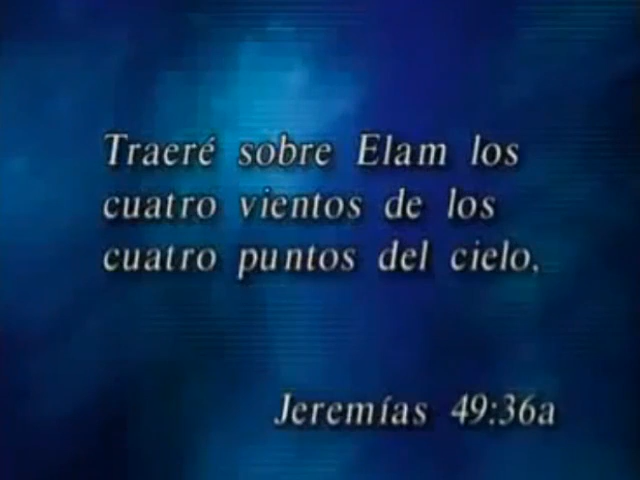 Traeré sobre Elam los
cuatro vientos de los
cuatro puntos del cielo,
Jeremías 49:36a